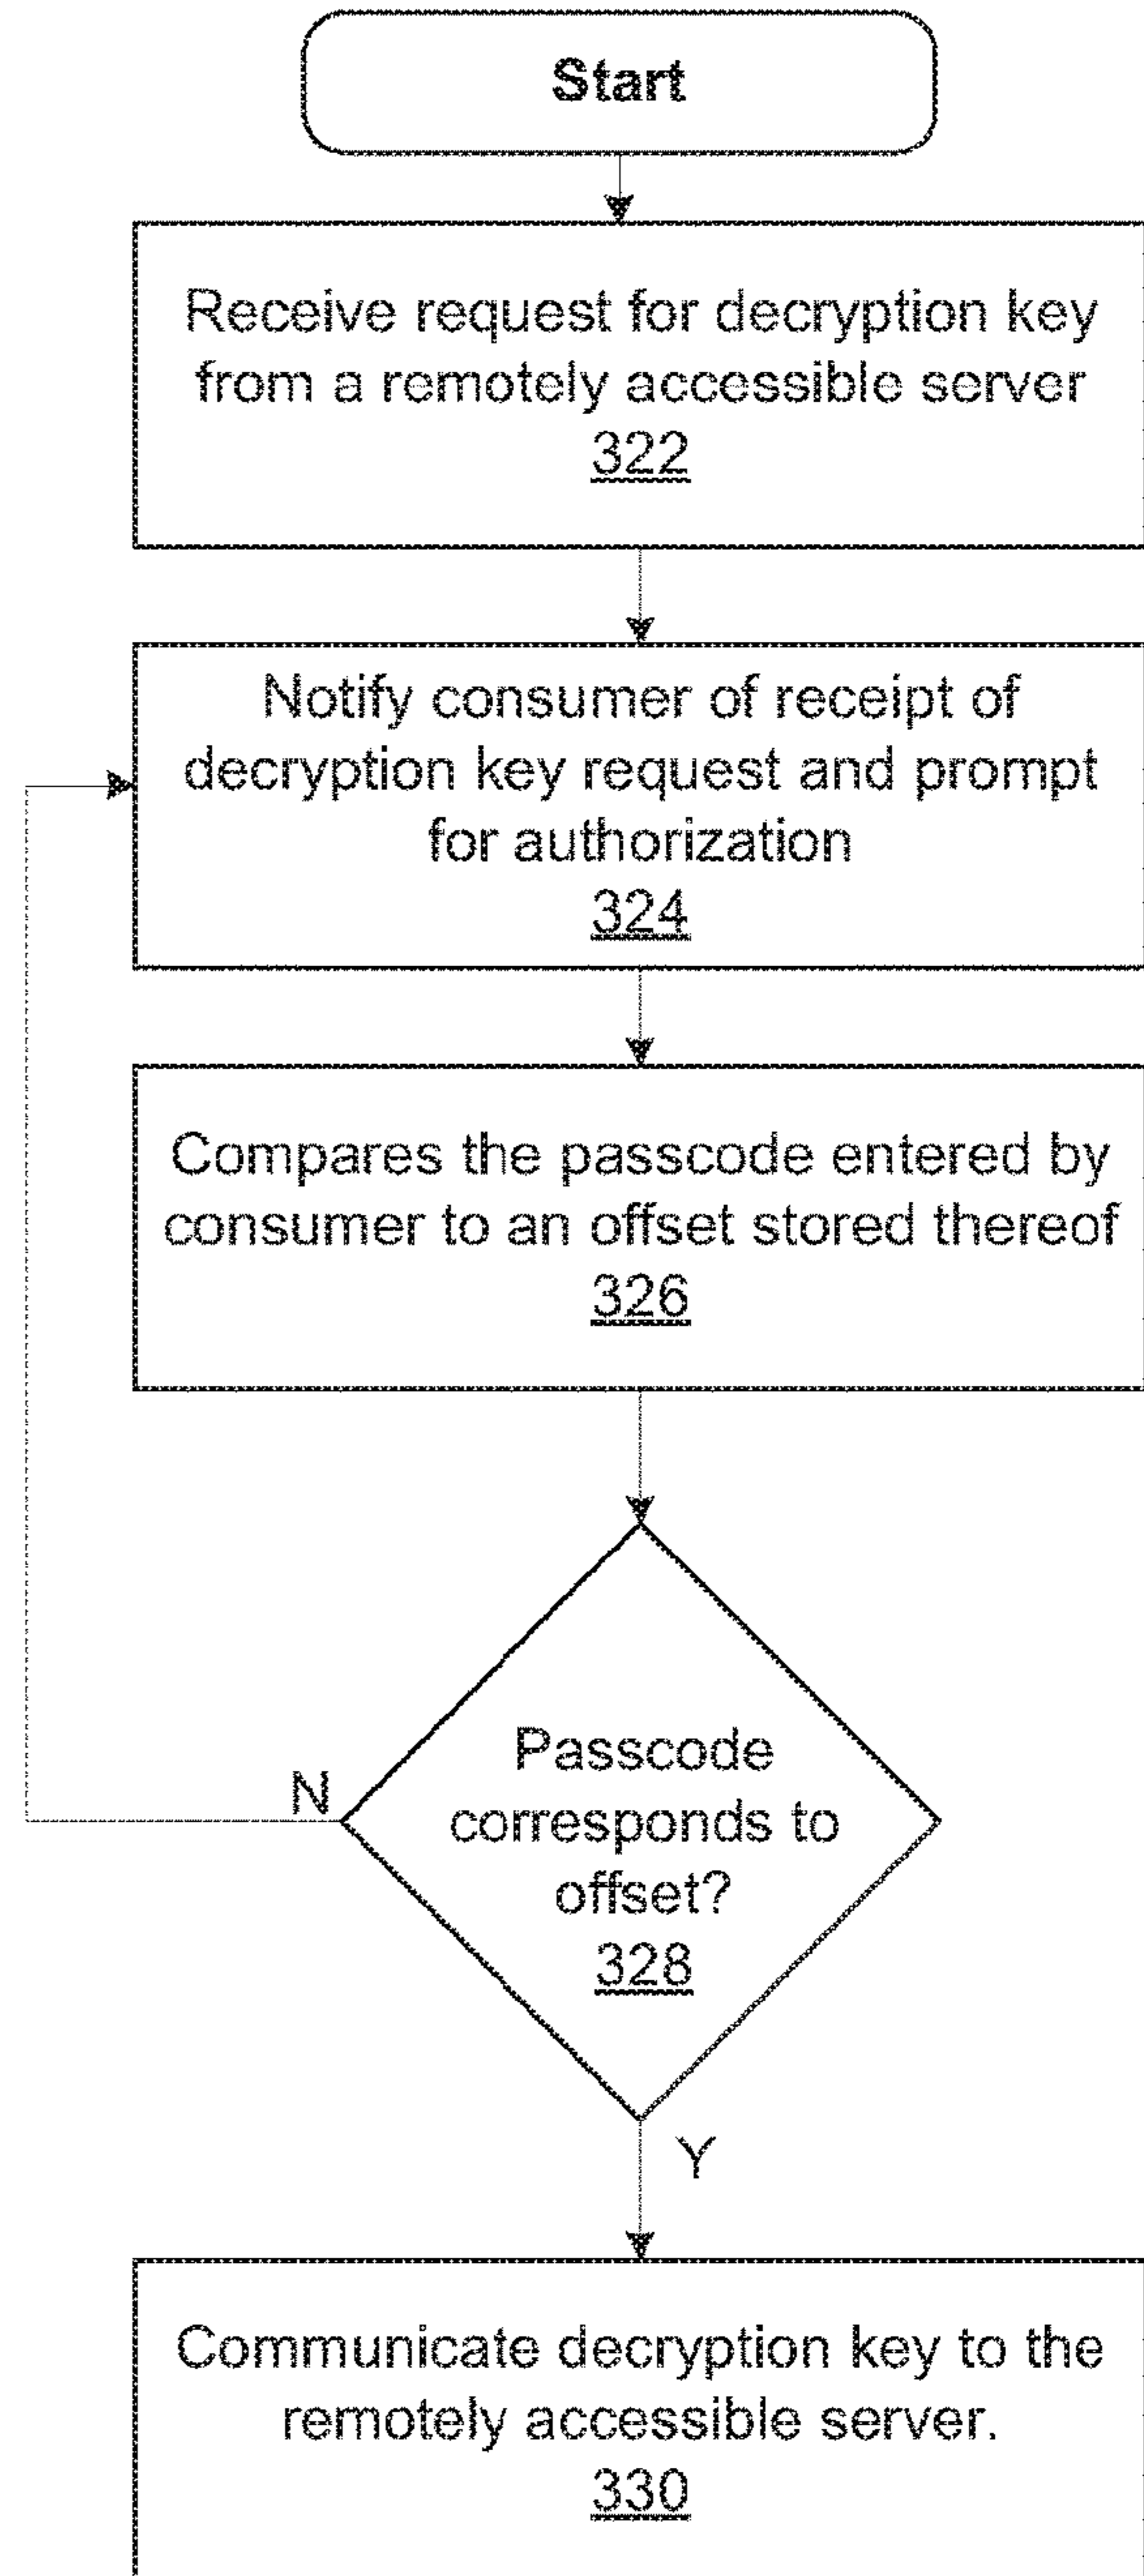 Start
Receive request for decryption key
from a remotely accessible server
322
Notify consumer of receipt of
decryption key request and prompt
for authorization
324
Compares the passcode entered by
consumer to an offset stored thereof
326
Passcode
corresponds to
offset?
328
N
Y
Communicate decryption key to the
remotely accessible server.
330